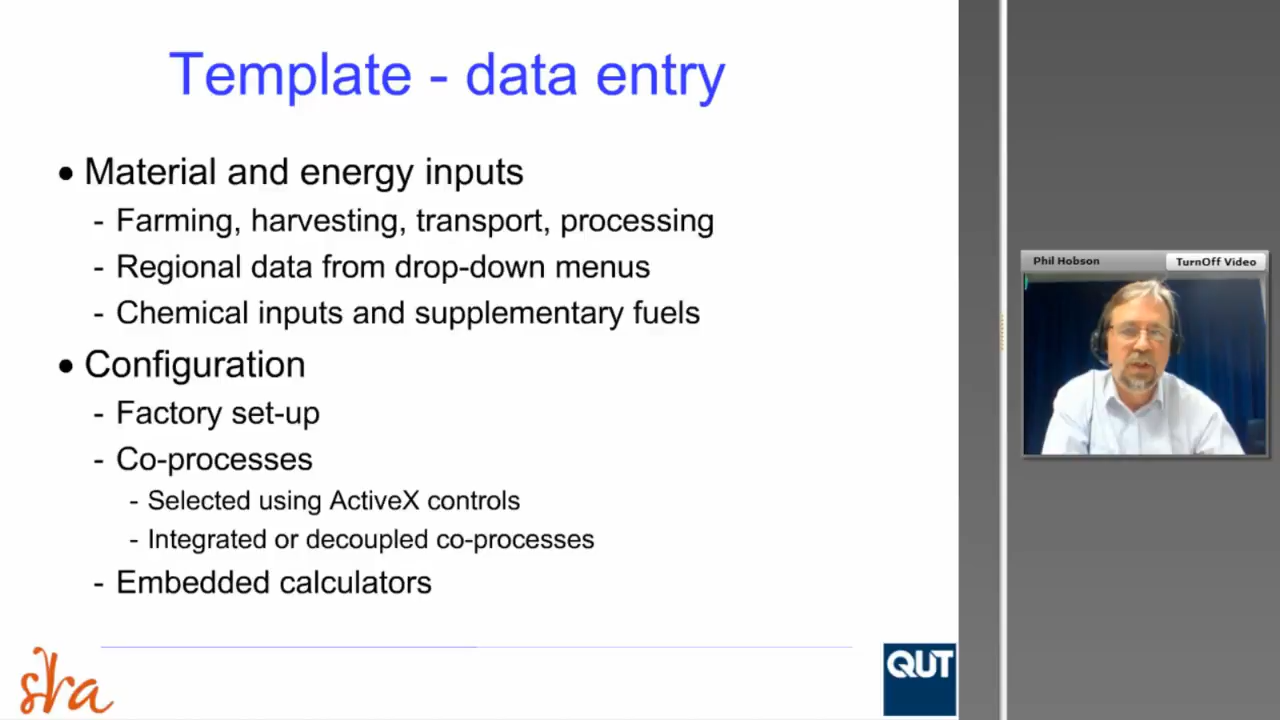 Template - data entry
• Material and energy inputs
- Farming, harvesting, transport, processing
- Regional data from drop-down menus
- Chemical inputs and supplementary fuels
• Configuration
- Factory set-up
- Co-processes
- Selected using ActiveX controls
- Integrated or decoupled co-processes
- Embedded calculators
sra
QUT
Phil Hobson
TurnOff Video